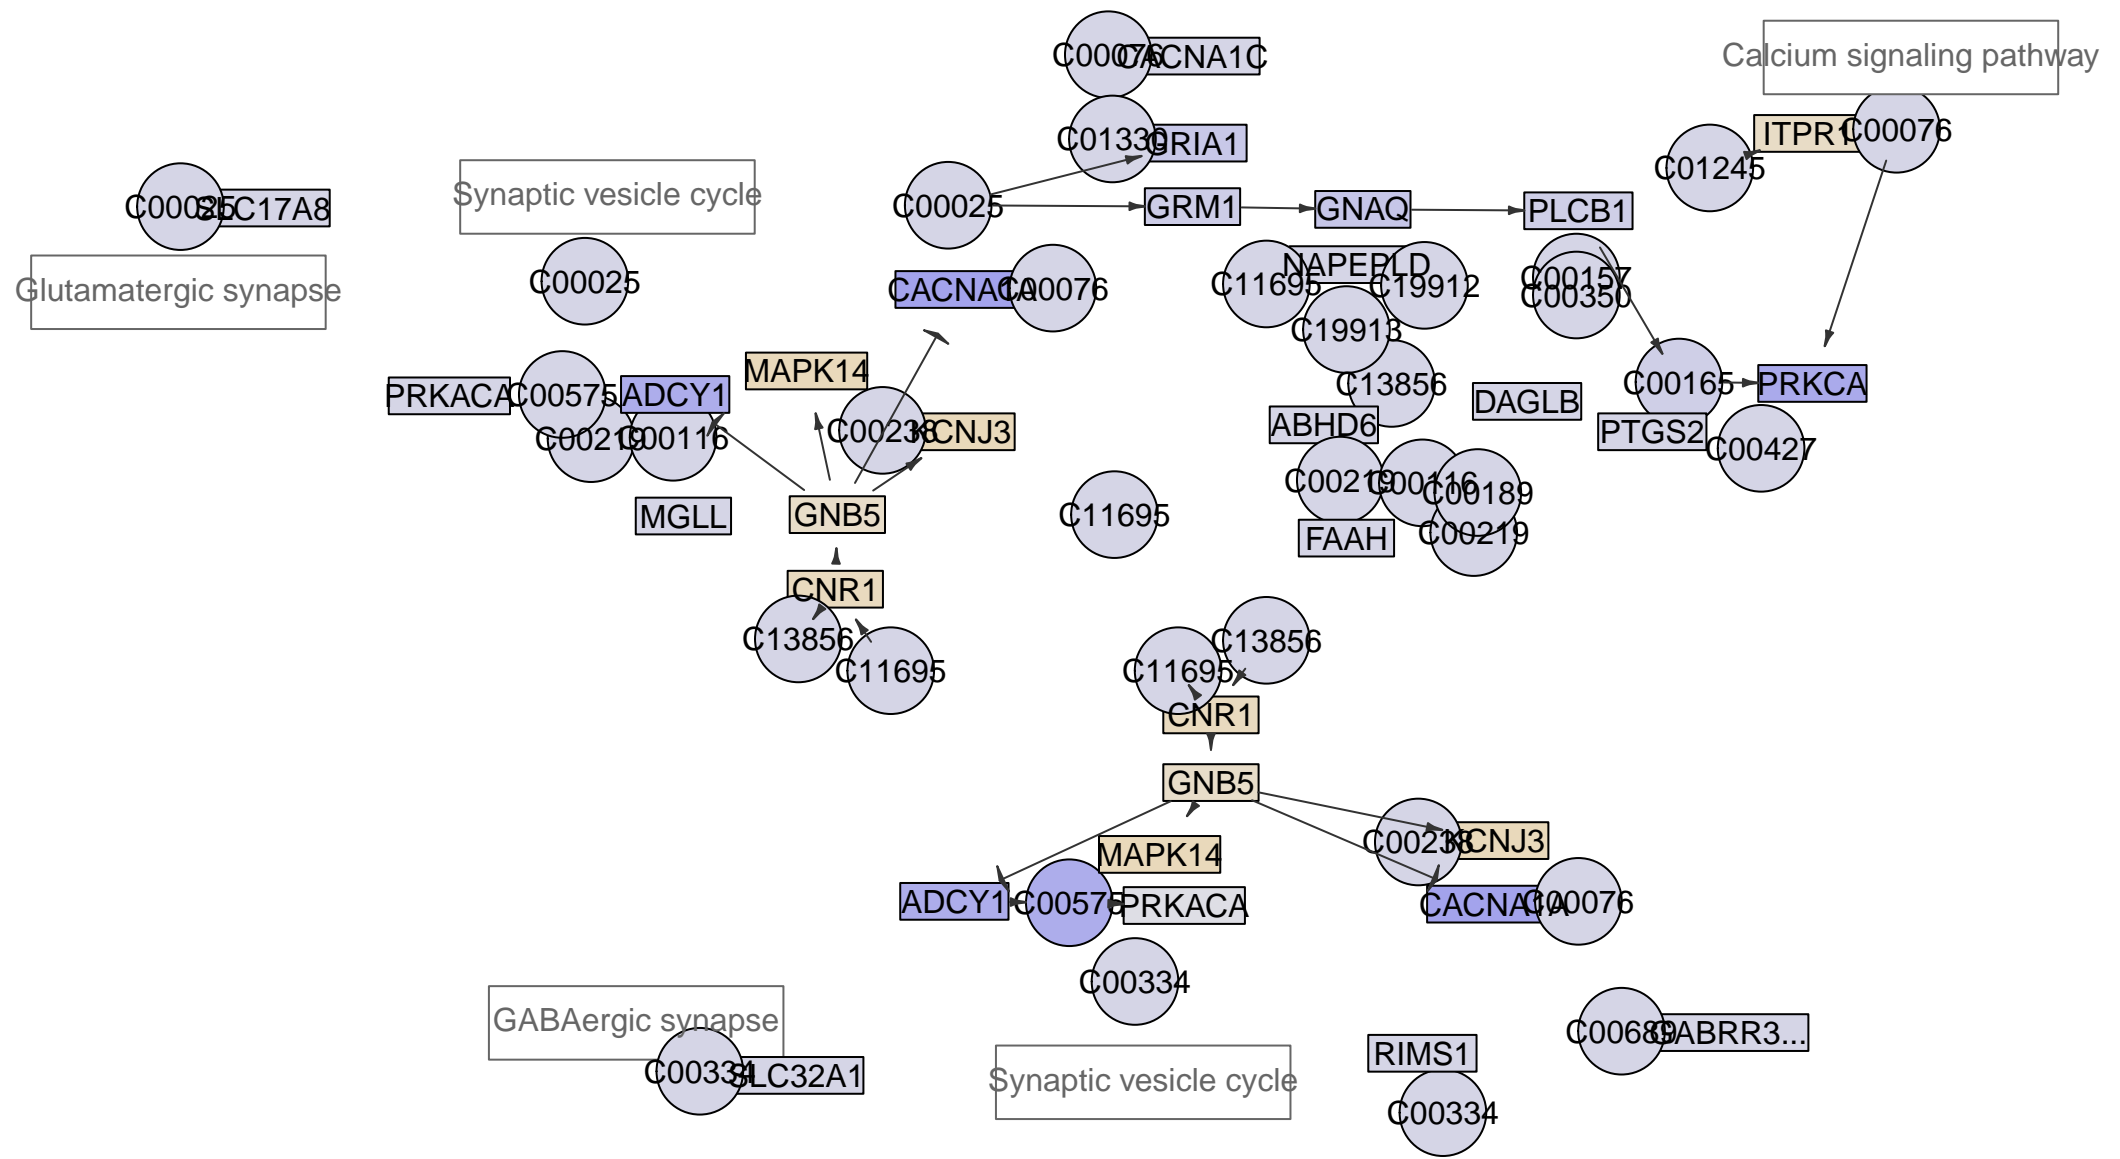 C00076
CACNA1C
Calcium signaling pathway
C01330
GRIA1
ITPR1
C00076
C01245
C00025
SLC17A8
Synaptic vesicle cycle
C00025
GRM1
GNAQ
PLCB1
Glutamatergic synapse
C00025
CACNA1A
C00076
C11695
NAPEPLD
C19912
C00157
C00350
C19913
C13856
MAPK14
PRKACA
C00575
ADCY1
C00219
C00116
C00238
KCNJ3
ABHD6
DAGLB
C00165
PRKCA
PTGS2
C00427
MGLL
GNB5
C11695
C00219
C00116
C00189
C00219
FAAH
CNR1
C13856
C11695
C11695
C13856
CNR1
GNB5
MAPK14
C00238
KCNJ3
ADCY1
C00575
PRKACA
CACNA1A
C00076
C00334
GABAergic synapse
C00334
SLC32A1
Synaptic vesicle cycle
RIMS1
C00334
C00689
GABRR3...